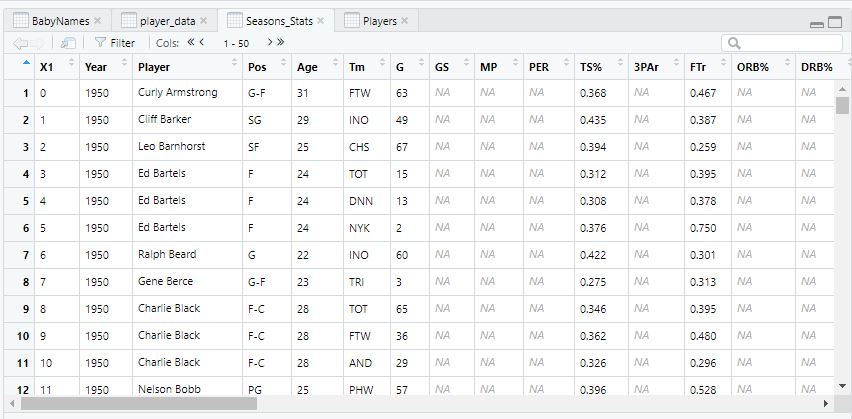 BabyNames player_data Seasons_Stats Players
Filter Cols: 1 - 50
X1 Year Player Pos Age Tm G GS MP PER TS% 3PAr FTr ORB% DRB%
1 0 1950 Curly Armstrong G-F 31 FTW 63 NA NA NA 0.368 NA 0.467 NA NA
2 1 1950 Cliff Barker SG 29 INO 49 NA NA NA 0.435 NA 0.387 NA NA
3 2 1950 Leo Barnhorst SF 25 CHS 67 NA NA NA 0.394 NA 0.259 NA NA
4 3 1950 Ed Bartels F 24 TOT 15 NA NA NA 0.312 NA 0.395 NA NA
5 4 1950 Ed Bartels F 24 DNN 13 NA NA NA 0.308 NA 0.378 NA NA
6 5 1950 Ed Bartels F 24 NYK 2 NA NA NA 0.376 NA 0.750 NA NA
7 6 1950 Ralph Beard G 22 INO 60 NA NA NA 0.422 NA 0.301 NA NA
8 7 1950 Gene Berce G-F 23 TRI 3 NA NA NA 0.275 NA 0.313 NA NA
9 8 1950 Charlie Black F-C 28 TOT 65 NA NA NA 0.346 NA 0.395 NA NA
10 9 1950 Charlie Black F-C 28 FTW 36 NA NA NA 0.362 NA 0.480 NA NA
11 10 1950 Charlie Black F-C 28 AND 29 NA NA NA 0.326 NA 0.296 NA NA
12 11 1950 Nelson Bobb PG 25 PHW 57 NA NA NA 0.396 NA 0.528 NA NA